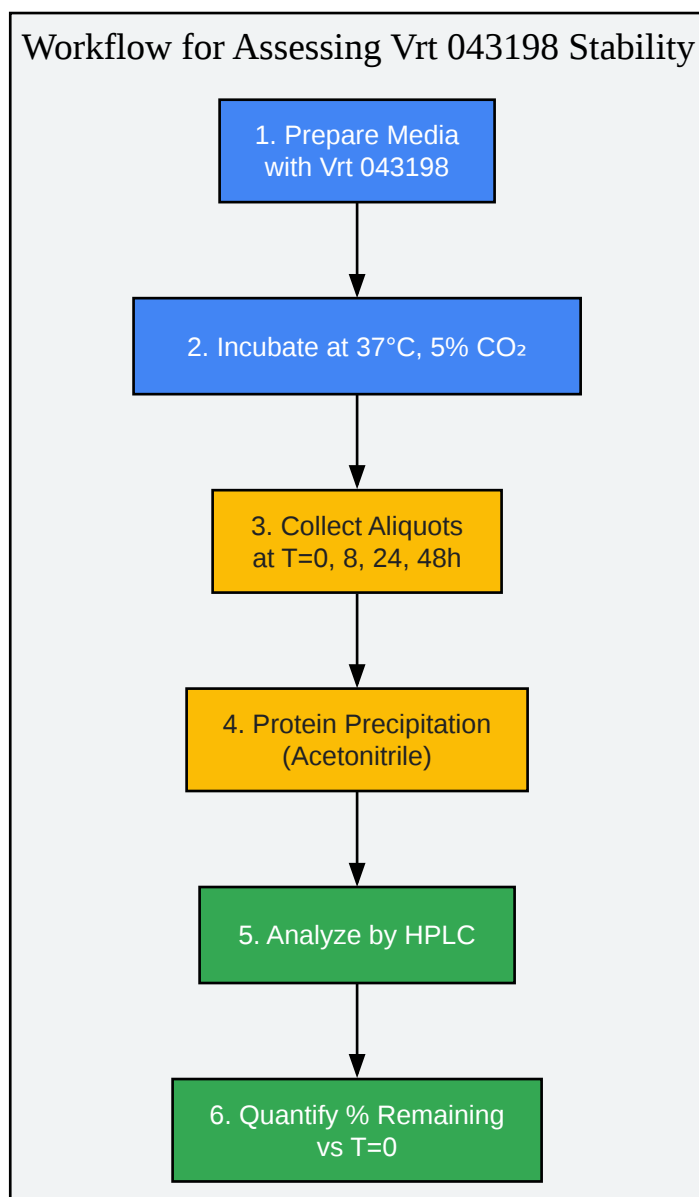 Workflow for Assessing Vrt 043198 Stability
1. Prepare Media
with Vrt 043198
2. Incubate at 37°C, 5% CO₂
3. Collect Aliquots
at T=0, 8, 24, 48h
4. Protein Precipitation
(Acetonitrile)
5. Analyze by HPLC
6. Quantify % Remaining
vs T=0